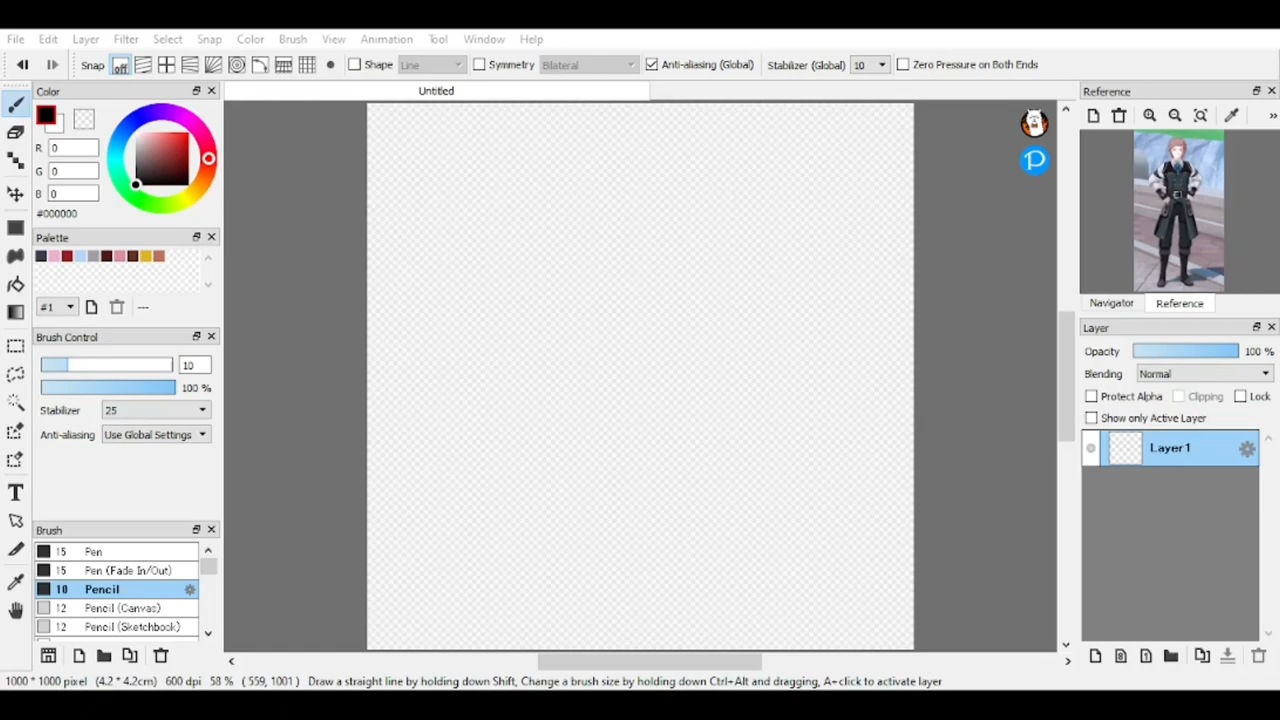 File Edit Layer Filter Select Snap Color Brush View Animation Tool Window Help
Snap off Shape Line Symmetry Bilateral Anti-aliasing (Global) Stabilizer (Global) 10 Zero Pressure on Both Ends
Color
Untitled
Reference
R 0
G 0
B 0
#000000
Palette
#1
---
Navigator Reference
Layer
Brush Control
10
Opacity 100 %
100 %
Blending Normal
Protect Alpha Clipping Lock
Stabilizer 25
Show only Active Layer
Anti-aliasing Use Global Settings
Layer1
Brush
15 Pen
15 Pen (Fade In/Out)
10 Pencil
12 Pencil (Canvas)
12 Pencil (Sketchbook)
1000 * 1000 pixel (4.2 * 4.2cm) 600 dpi 58 % ( 559, 1001 ) Draw a straight line by holding down Shift, Change a brush size by holding down Ctrl+Alt and dragging, A+click to activate layer